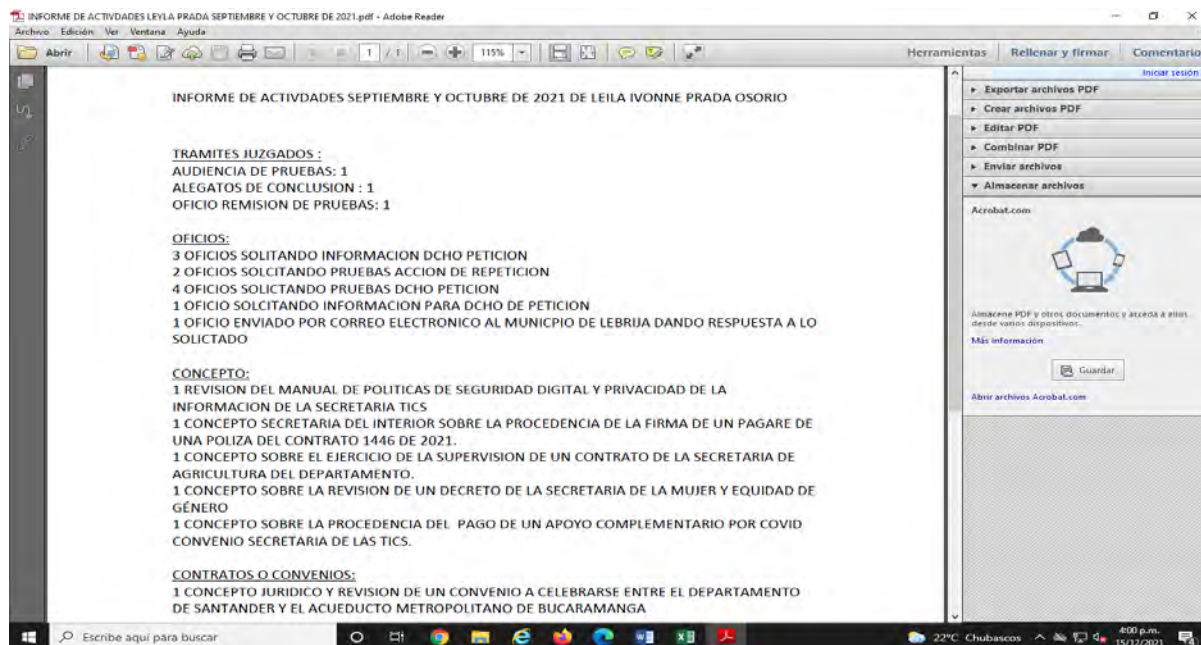 INFORME DE ACTIVDADES LEYLA PRADA SEPTIEMBRE Y OCTUBRE DE 2021.pdf - Adobe Reader
Archivo Edición Ver Ventana Ayuda
Abrir 1 / 1 115% Herramientas Rellenar y firmar Comentario
Iniciar sesión
INFORME DE ACTIVDADES SEPTIEMBRE Y OCTUBRE DE 2021 DE LEILA IVONNE PRADA OSORIO
TRAMITES JUZGADOS :
AUDIENCIA DE PRUEBAS: 1
ALEGATOS DE CONCLUSION : 1
OFICIO REMISION DE PRUEBAS: 1
OFICIOS:
3 OFICIOS SOLITANDO INFORMACION DCHO PETICION
2 OFICIOS SOLCITANDO PRUEBAS ACCION DE REPETICION
4 OFICIOS SOLICTANDO PRUEBAS DCHO PETICION
1 OFICIO SOLCITANDO INFORMACION PARA DCHO DE PETICION
1 OFICIO ENVIADO POR CORREO ELECTRONICO AL MUNICPIO DE LEBRIJA DANDO RESPUESTA A LO
SOLICTADO
CONCEPTO:
1 REVISION DEL MANUAL DE POLITICAS DE SEGURIDAD DIGITAL Y PRIVACIDAD DE LA
INFORMACION DE LA SECRETARIA TICS
1 CONCEPTO SECRETARIA DEL INTERIOR SOBRE LA PROCEDENCIA DE LA FIRMA DE UN PAGARE DE
UNA POLIZA DEL CONTRATO 1446 DE 2021.
1 CONCEPTO SOBRE EL EJERCICIO DE LA SUPERVISION DE UN CONTRATO DE LA SECRETARIA DE
AGRICULTURA DEL DEPARTAMENTO.
1 CONCEPTO SOBRE LA REVISION DE UN DECRETO DE LA SECRETARIA DE LA MUJER Y EQUIDAD DE
GÉNERO
1 CONCEPTO SOBRE LA PROCEDENCIA DEL PAGO DE UN APOYO COMPLEMENTARIO POR COVID
CONVENIO SECRETARIA DE LAS TICS.
CONTRATOS O CONVENIOS:
1 CONCEPTO JURIDICO Y REVISION DE UN CONVENIO A CELEBRARSE ENTRE EL DEPARTAMENTO
DE SANTANDER Y EL ACUEDUCTO METROPOLITANO DE BUCARAMANGA
Exportar archivos PDF
Crear archivos PDF
Editar PDF
Combinar PDF
Enviar archivos
Almacenar archivos
Acrobat.com
Almacene PDF y otros documentos y acceda a ellos
desde varios dispositivos.
Más información
Guardar
Abrir archivos Acrobat.com
Escribe aquí para buscar
22°C Chubascos
4:00 p.m.
15/12/2021